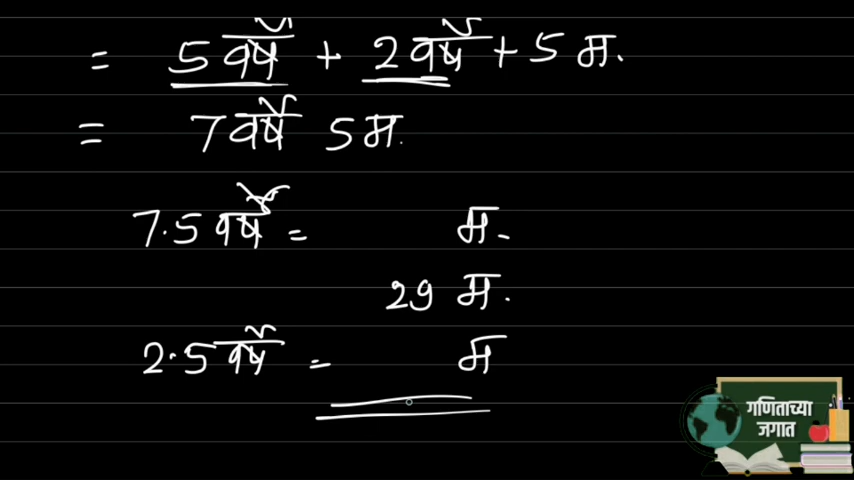 = 5 वर्षे + 2 वर्षे + 5 म.
= 7 वर्षे 5 म.
7.5 वर्षे = म.
29 म.
2.5 वर्षे = म
गणिताच्या
जगात